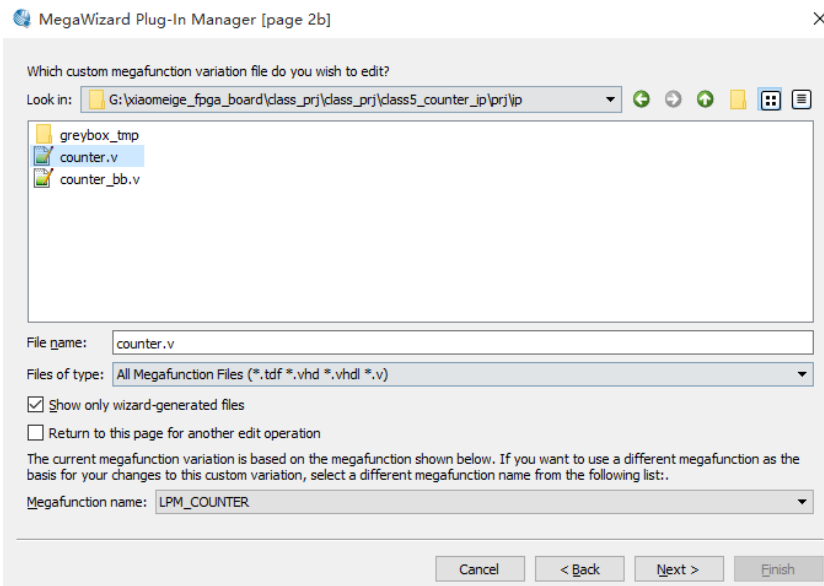 MegaWizard Plug-In Manager [page 2b]
Which custom megafunction variation file do you wish to edit?
Look in: G:\xiaomeige_fpga_board\class_prj\class_prj\class5_counter_ip\prj\ip
greybox_tmp
counter.v
counter_bb.v
File name: counter.v
Files of type: All Megafunction Files (*.tdf *.vhd *.vhdl *.v)
Show only wizard-generated files
Return to this page for another edit operation
The current megafunction variation is based on the megafunction shown below. If you want to use a different megafunction as the
basis for your changes to this custom variation, select a different megafunction name from the following list:.
Megafunction name: LPM_COUNTER
Cancel < Back Next > Finish